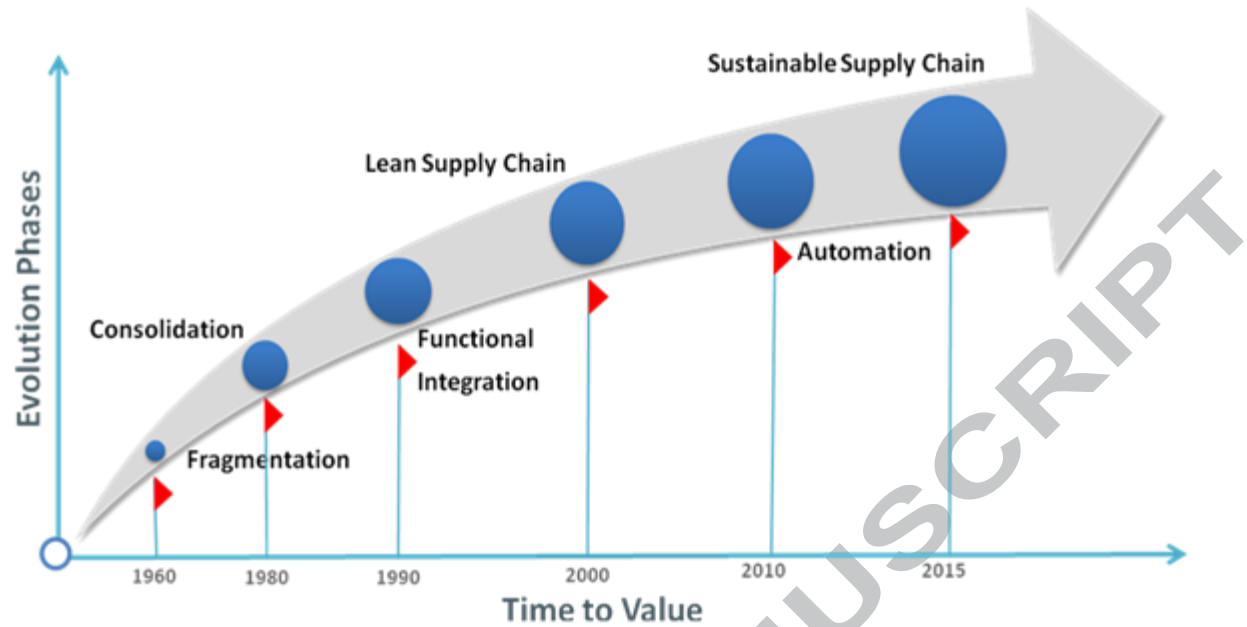 Sustainable Supply Chain
Lean Supply Chain
Automation
Consolidation
Functional
Integration
Fragmentation
Evolution Phases
1960
1980
1990
2000
2010
2015
Time to Value
USCRIPT